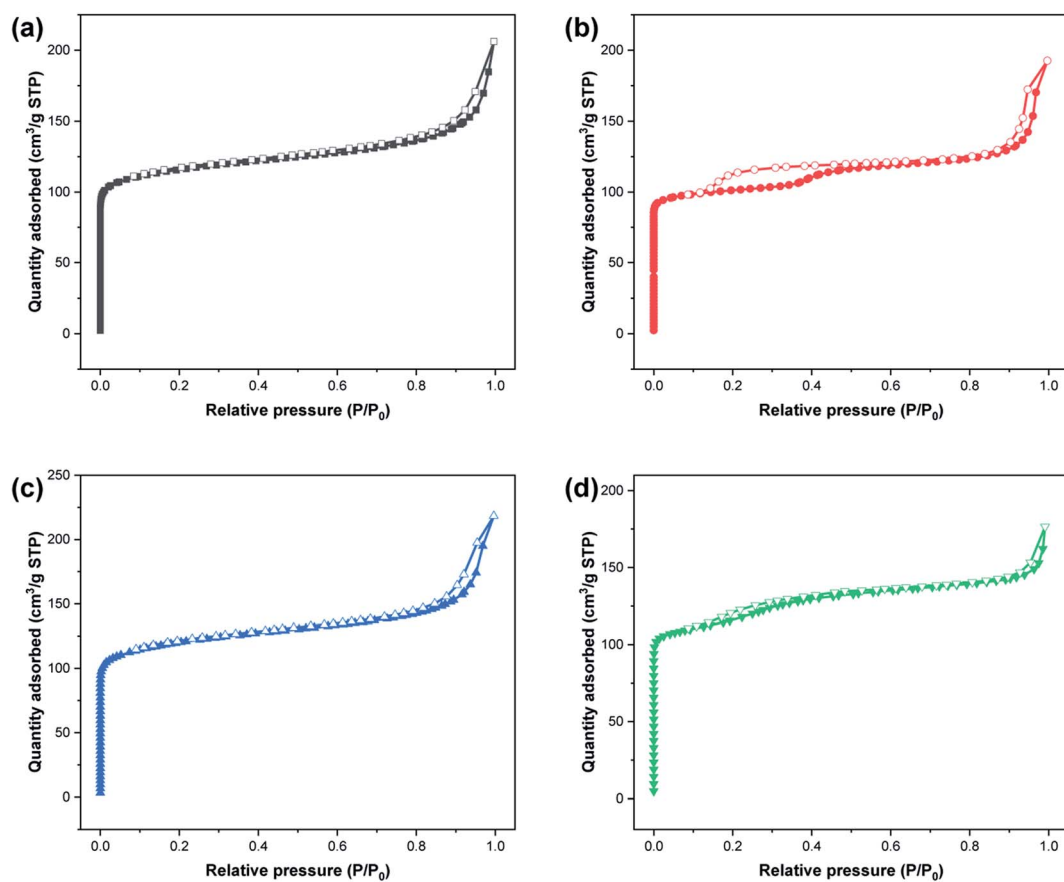 (a)
200
150
100
50
0
Quantity adsorbed (cm³/g STP)
0.0 0.2 0.4 0.6 0.8 1.0
Relative pressure (P/P₀)
(b)
200
150
100
50
0
Quantity adsorbed (cm³/g STP)
0.0 0.2 0.4 0.6 0.8 1.0
Relative pressure (P/P₀)
(c)
250
200
150
100
50
0
Quantity adsorbed (cm³/g STP)
0.0 0.2 0.4 0.6 0.8 1.0
Relative pressure (P/P₀)
(d)
200
150
100
50
0
Quantity adsorbed (cm³/g STP)
0.0 0.2 0.4 0.6 0.8 1.0
Relative pressure (P/P₀)